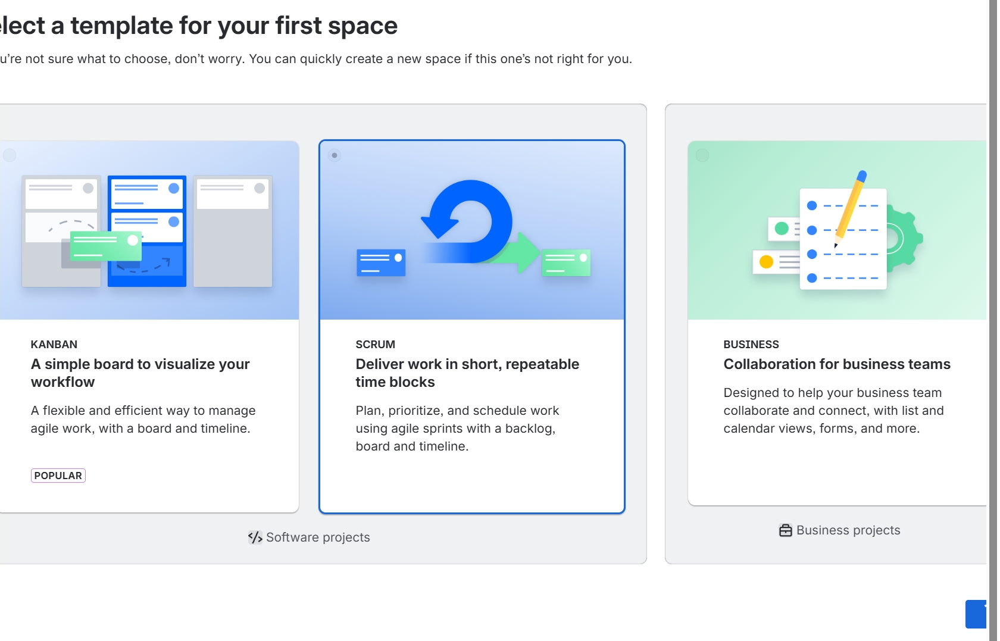 elect a template for your first space
u’re not sure what to choose, don’t worry. You can quickly create a new space if this one’s not right for you.
KANBAN
A simple board to visualize your
workflow
A flexible and efficient way to manage
agile work, with a board and timeline.
POPULAR
SCRUM
Deliver work in short, repeatable
time blocks
Plan, prioritize, and schedule work
using agile sprints with a backlog,
board and timeline.
</> Software projects
BUSINESS
Collaboration for business teams
Designed to help your business team
collaborate and connect, with list and
calendar views, forms, and more.
Business projects